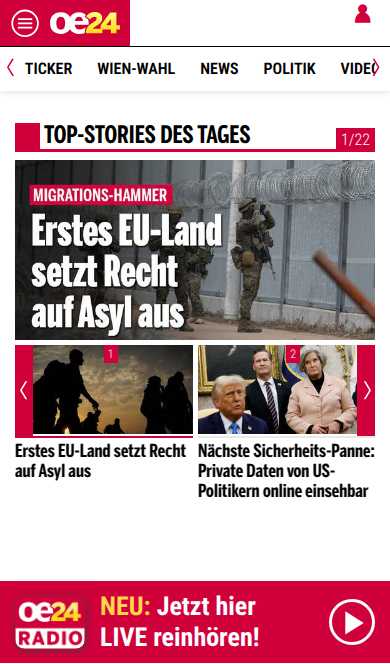 oe24
TICKER WIEN-WAHL NEWS POLITIK VIDE
TOP-STORIES DES TAGES
1/22
MIGRATIONS-HAMMER
Erstes EU-Land
setzt Recht
auf Asyl aus
1
2
Erstes EU-Land setzt Recht
auf Asyl aus
Nächste Sicherheits-Panne:
Private Daten von US-
Politikern online einsehbar
oe24
RADIO
NEU: Jetzt hier
LIVE reinhören!